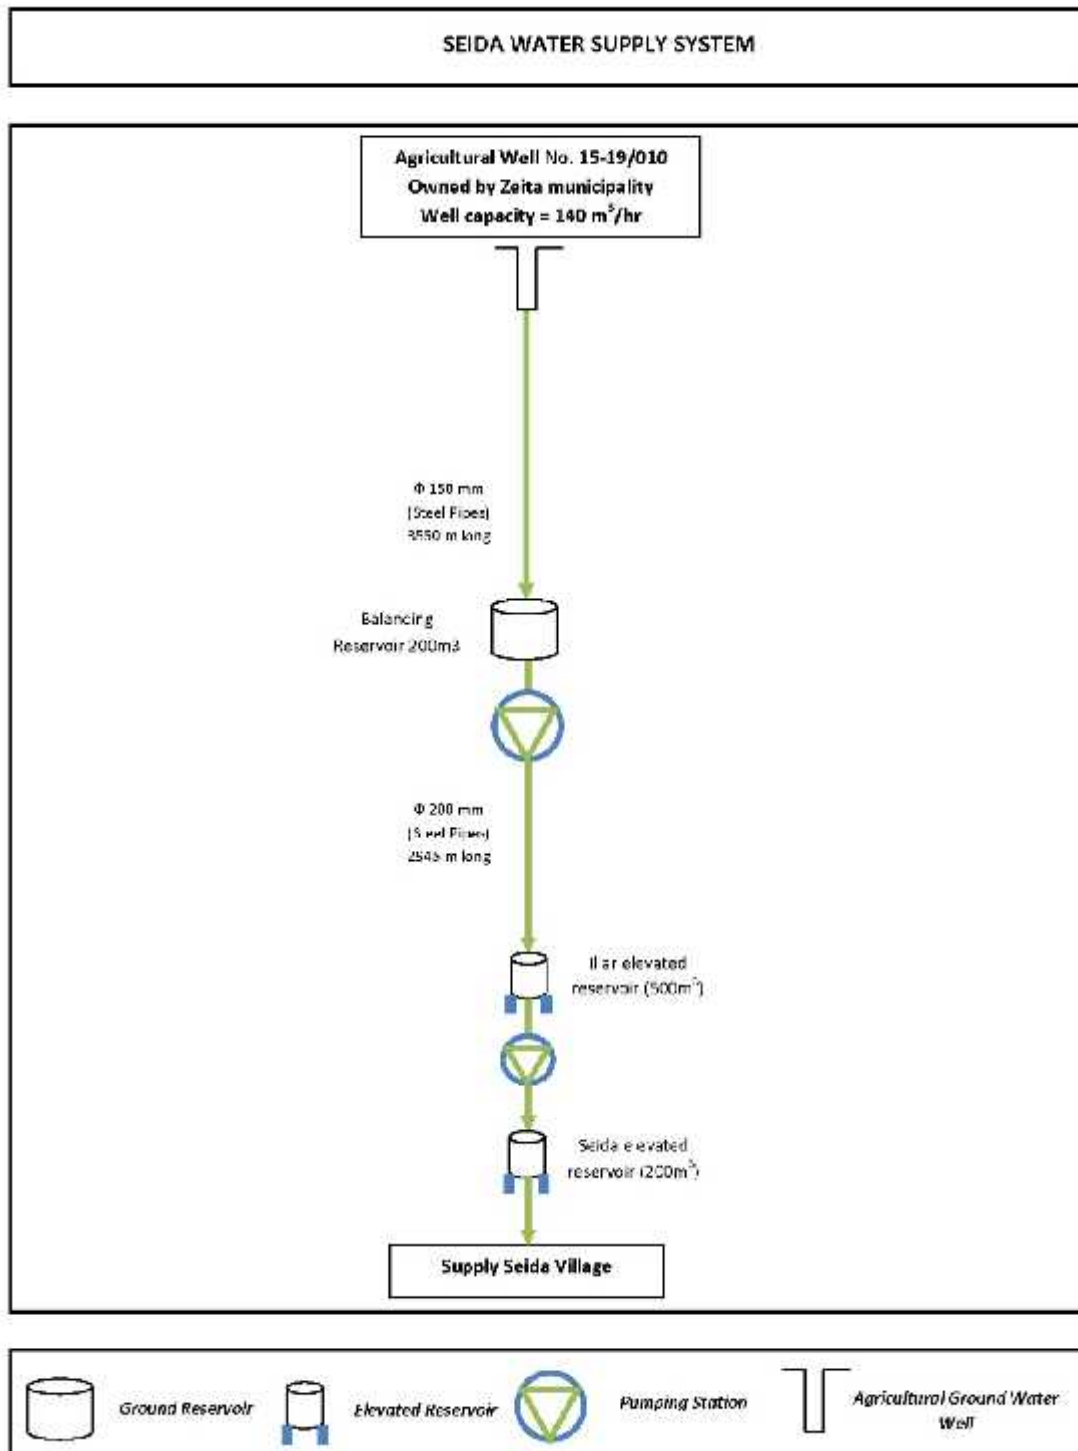 SEIDA WATER SUPPLY SYSTEM
Agricultural Well No. 15-19/010
Owned by Zeita municipality
Well capacity = 140 m³/hr
Φ 150 mm
(Steel Pipes)
3550 m long
Balancing
Reservoir 200m3
Φ 200 mm
(Steel Pipes)
m long
Illar elevated
reservoir (500m³)
Seida elevated
reservoir (200m³)
Supply Seida Village
Ground Reservoir
Elevated Reservoir
Pumping Station
Agricultural Ground Water
Well